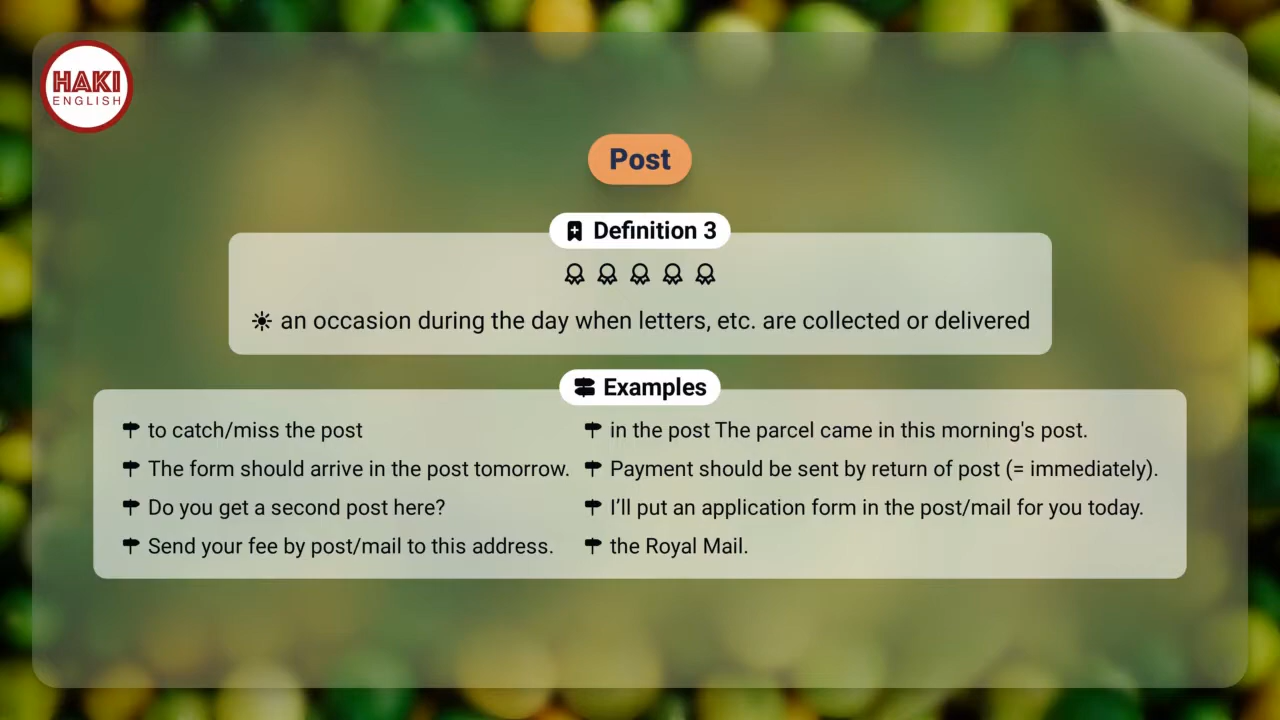 HAKI
ENGLISH
Post
Definition 3
an occasion during the day when letters, etc. are collected or delivered
Examples
to catch/miss the post
in the post The parcel came in this morning's post.
The form should arrive in the post tomorrow.
Payment should be sent by return of post (= immediately).
Do you get a second post here?
I’ll put an application form in the post/mail for you today.
Send your fee by post/mail to this address.
the Royal Mail.